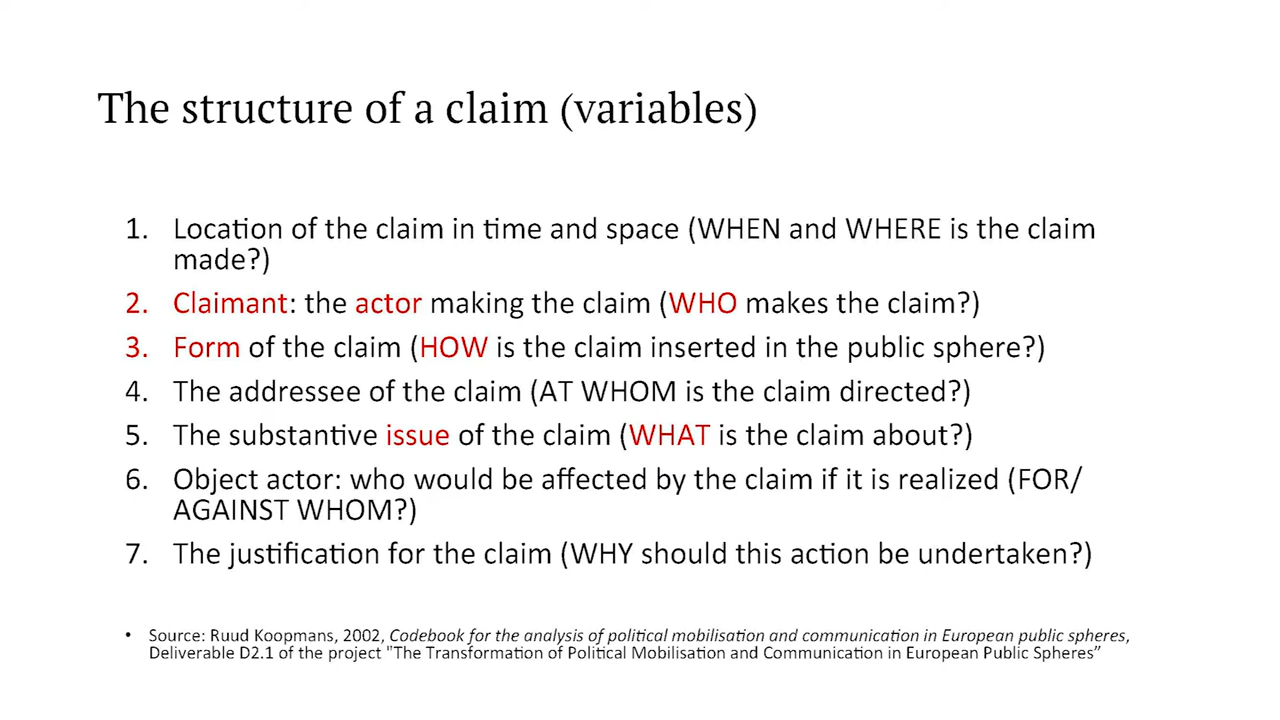 The structure of a claim (variables)
1. Location of the claim in time and space (WHEN and WHERE is the claim
made?)
2. Claimant: the actor making the claim (WHO makes the claim?)
3. Form of the claim (HOW is the claim inserted in the public sphere?)
4. The addressee of the claim (AT WHOM is the claim directed?)
5. The substantive issue of the claim (WHAT is the claim about?)
6. Object actor: who would be affected by the claim if it is realized (FOR/
AGAINST WHOM?)
7. The justification for the claim (WHY should this action be undertaken?)
• Source: Ruud Koopmans, 2002, Codebook for the analysis of political mobilisation and communication in European public spheres,
Deliverable D2.1 of the project "The Transformation of Political Mobilisation and Communication in European Public Spheres”